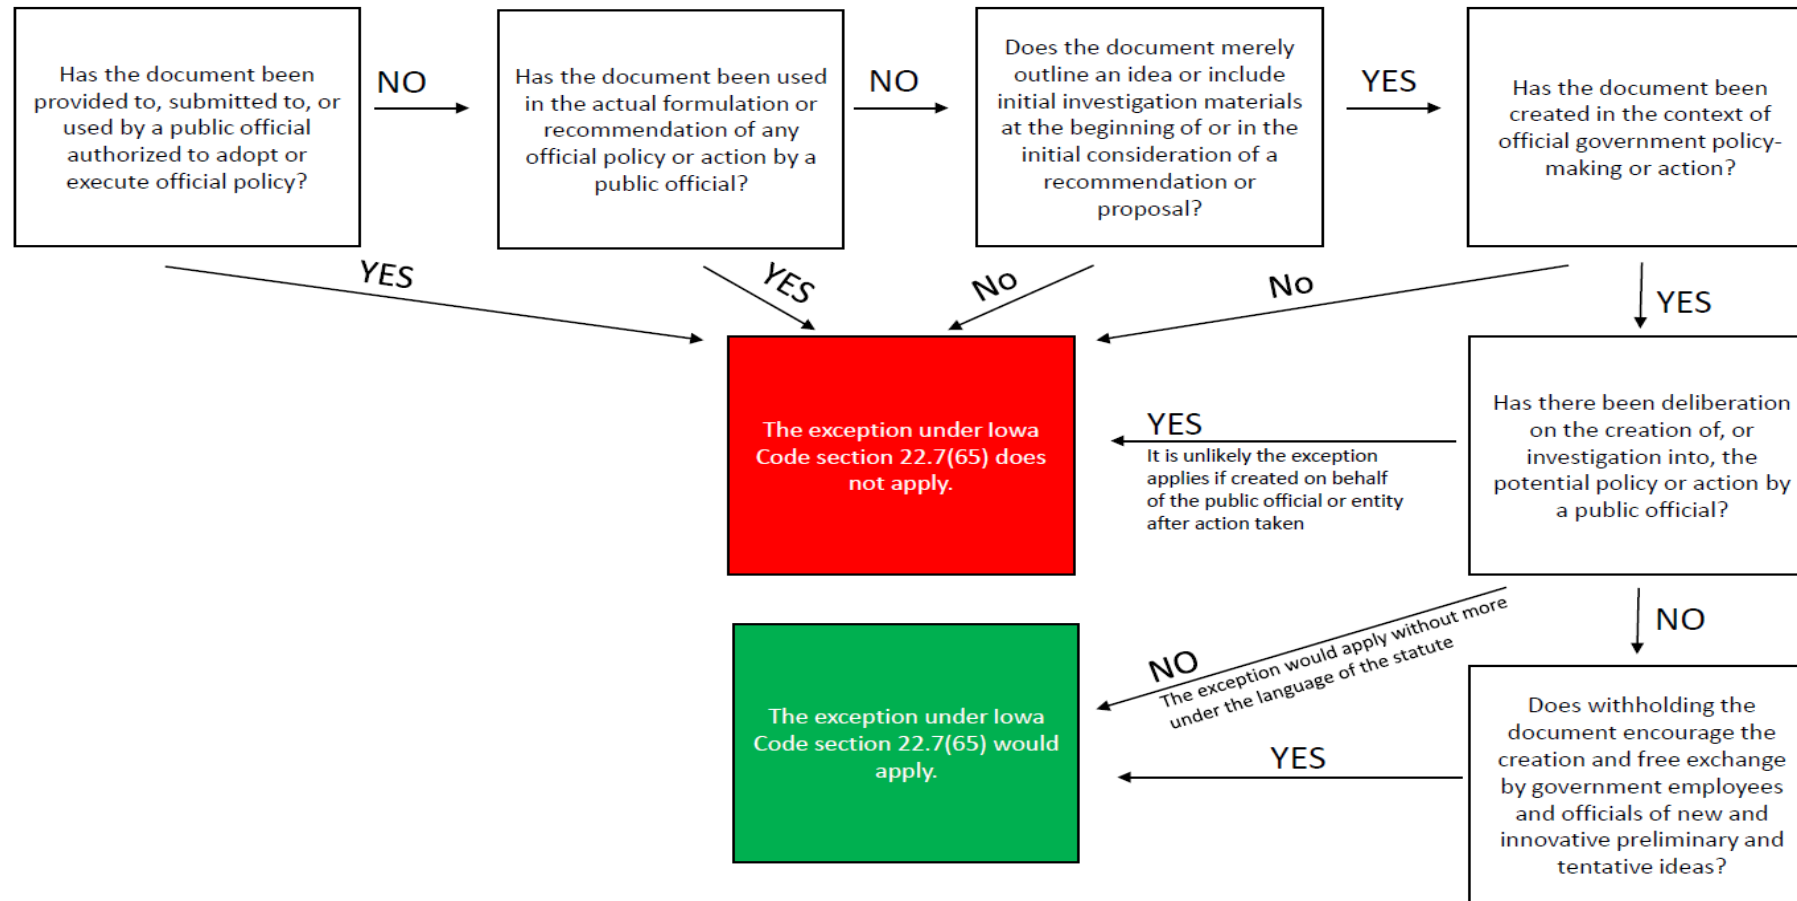 Has the document been
provided to, submitted to, or
used by a public official
authorized to adopt or
execute official policy?
NO
Has the document been used
in the actual formulation or
recommendation of any
official policy or action by a
public official?
NO
Does the document merely
outline an idea or include
initial investigation materials
at the beginning of or in the
initial consideration of a
recommendation or
proposal?
YES
Has the document been
created in the context of
official government policy-
making or action?
YES
YES
No
No
YES
The exception under Iowa
Code section 22.7(65) does
not apply.
YES
It is unlikely the exception
applies if created on behalf
of the public official or entity
after action taken
Has there been deliberation
on the creation of, or
investigation into, the
potential policy or action by
a public official?
NO
The exception would apply without more
under the language of the statute
NO
The exception under Iowa
Code section 22.7(65) would
apply.
YES
Does withholding the
document encourage the
creation and free exchange
by government employees
and officials of new and
innovative preliminary and
tentative ideas?